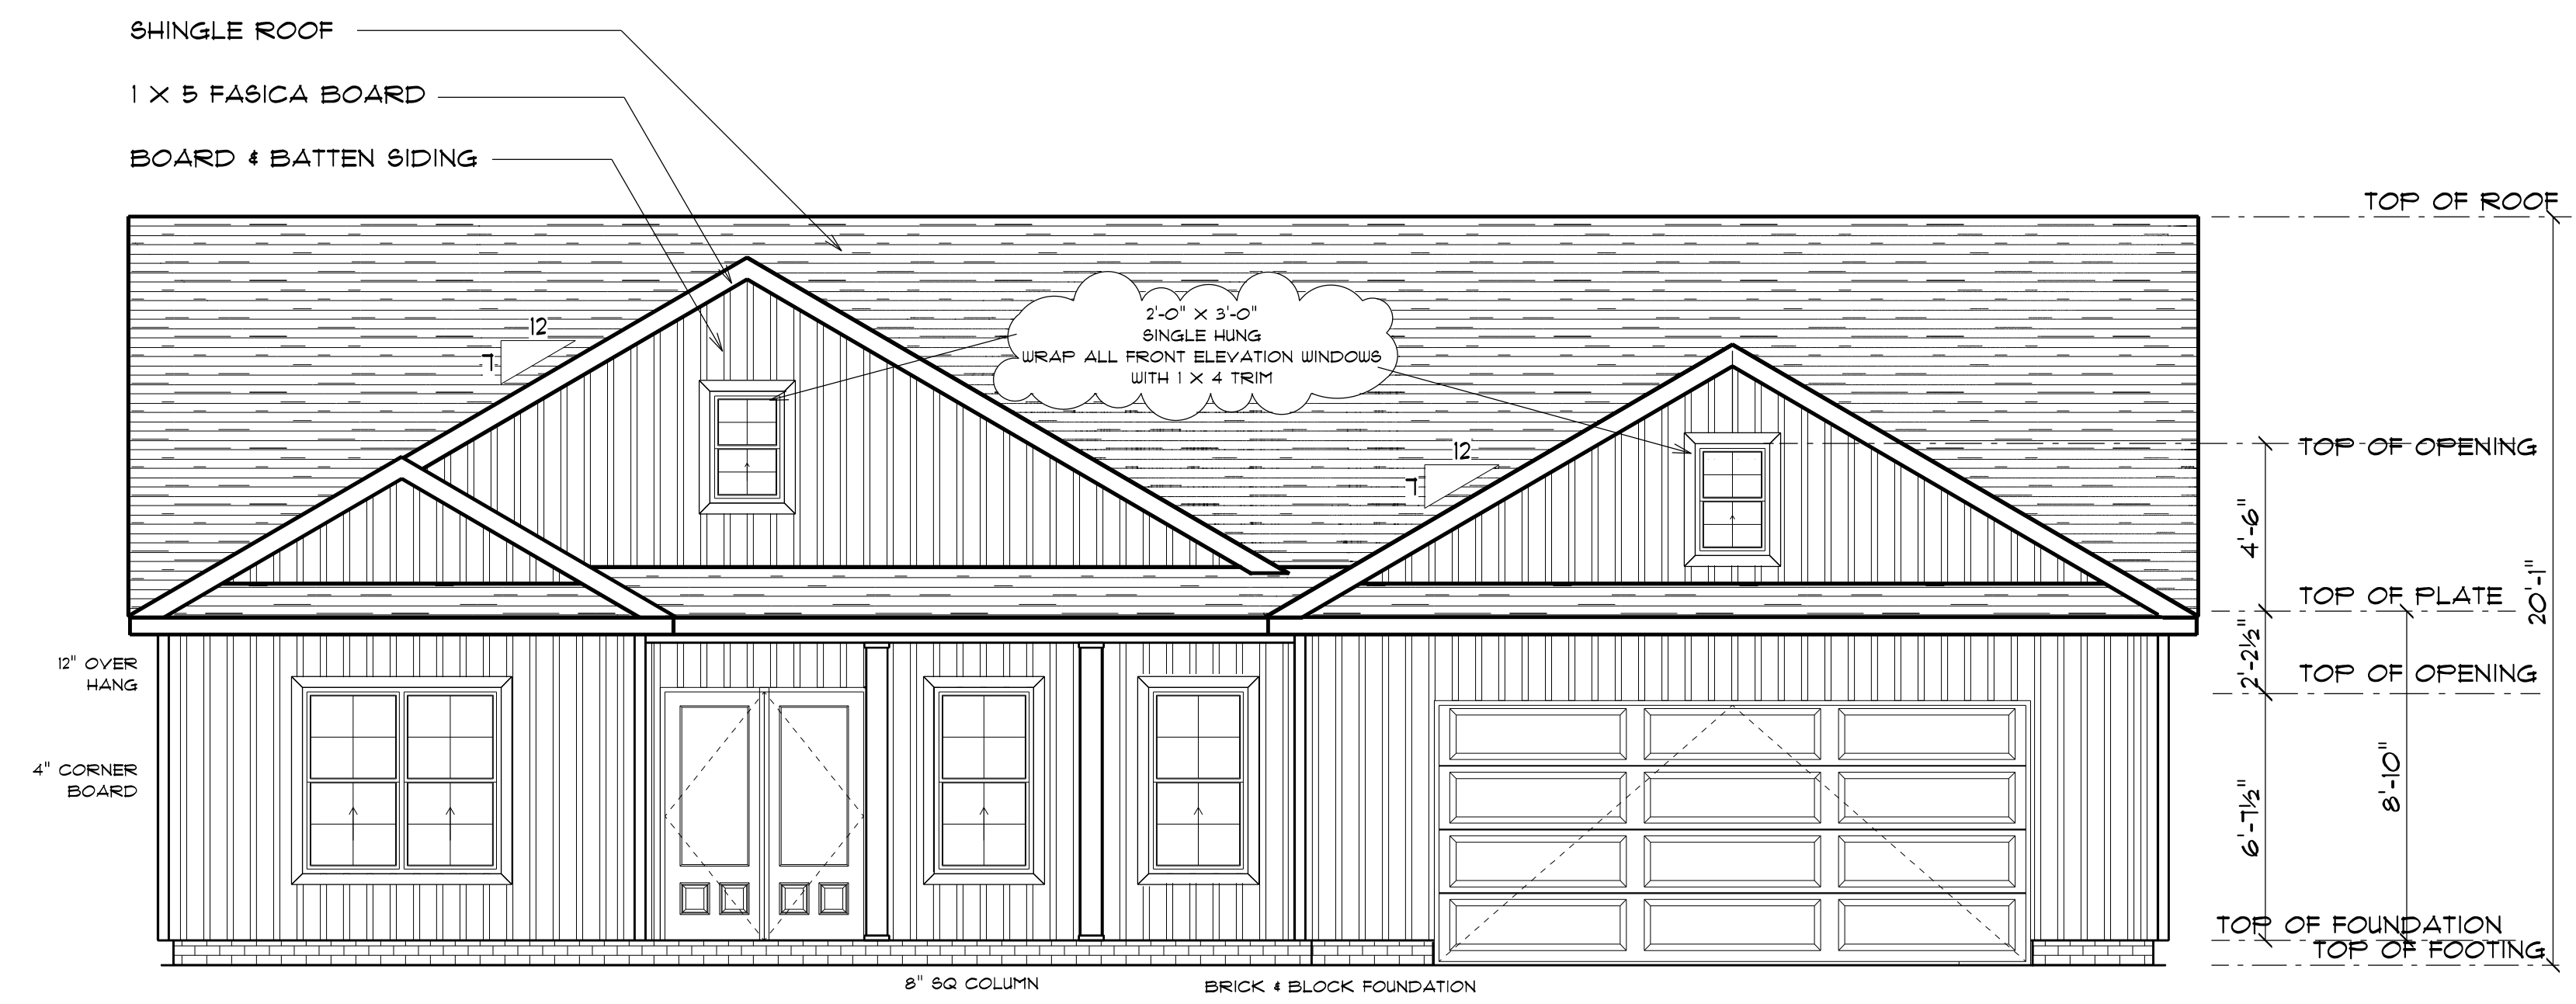 SHINGLE ROOF
1 X 5 FASICA BOARD
BOARD & BATTEN SIDING
TOP OF ROOF
2'-0" X 3'-0"
SINGLE HUNG
WRAP ALL FRONT ELEVATION WINDOWS
WITH 1 X 4 TRIM
12
7
12
7
TOP OF OPENING
4'-6"
TOP OF PLATE
20'-1"
2'-2½"
TOP OF OPENING
12" OVER
HANG
4" CORNER
BOARD
8'-10"
6'-7½"
TOP OF FOUNDATION
TOP OF FOOTING
8" SQ COLUMN
BRICK & BLOCK FOUNDATION